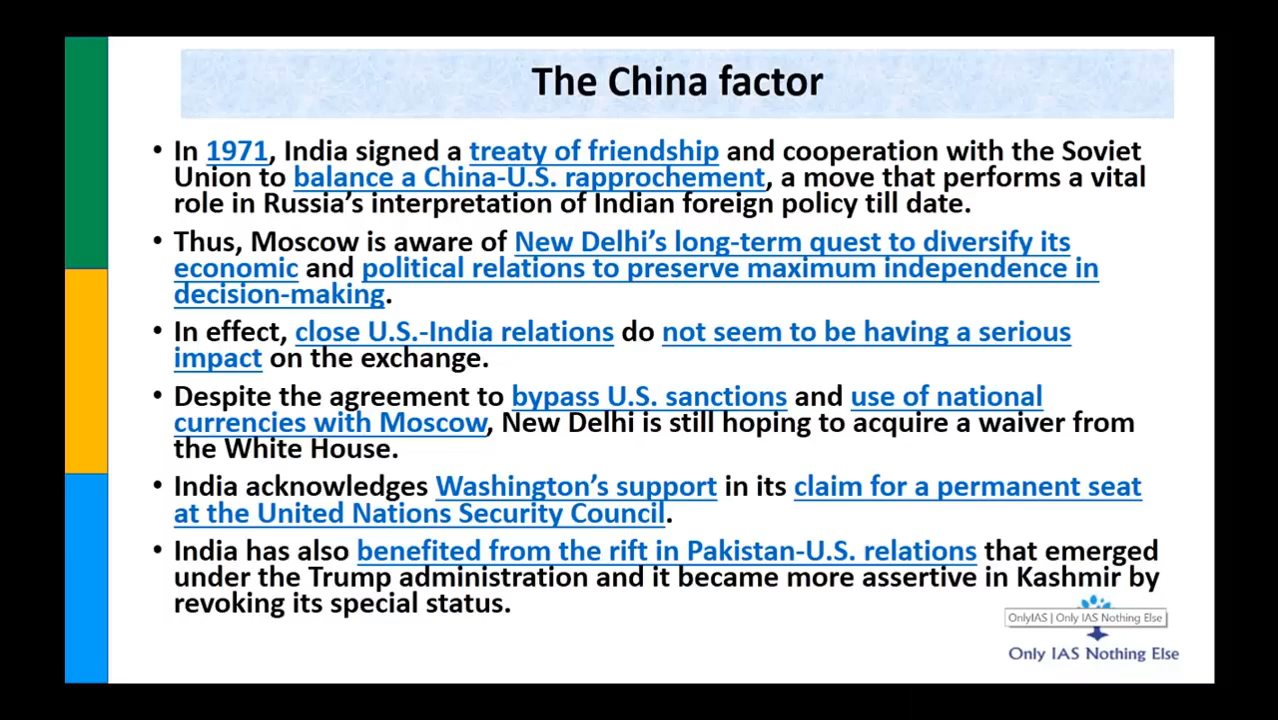 The China factor
• In 1971, India signed a treaty of friendship and cooperation with the Soviet
Union to balance a China-U.S. rapprochement, a move that performs a vital
role in Russia’s interpretation of Indian foreign policy till date.
• Thus, Moscow is aware of New Delhi’s long-term quest to diversify its
economic and political relations to preserve maximum independence in
decision-making.
• In effect, close U.S.-India relations do not seem to be having a serious
impact on the exchange.
• Despite the agreement to bypass U.S. sanctions and use of national
currencies with Moscow, New Delhi is still hoping to acquire a waiver from
the White House.
• India acknowledges Washington’s support in its claim for a permanent seat
at the United Nations Security Council.
• India has also benefited from the rift in Pakistan-U.S. relations that emerged
under the Trump administration and it became more assertive in Kashmir by
revoking its special status.
OnlyIAS | Only IAS Nothing Else
Only IAS Nothing Else